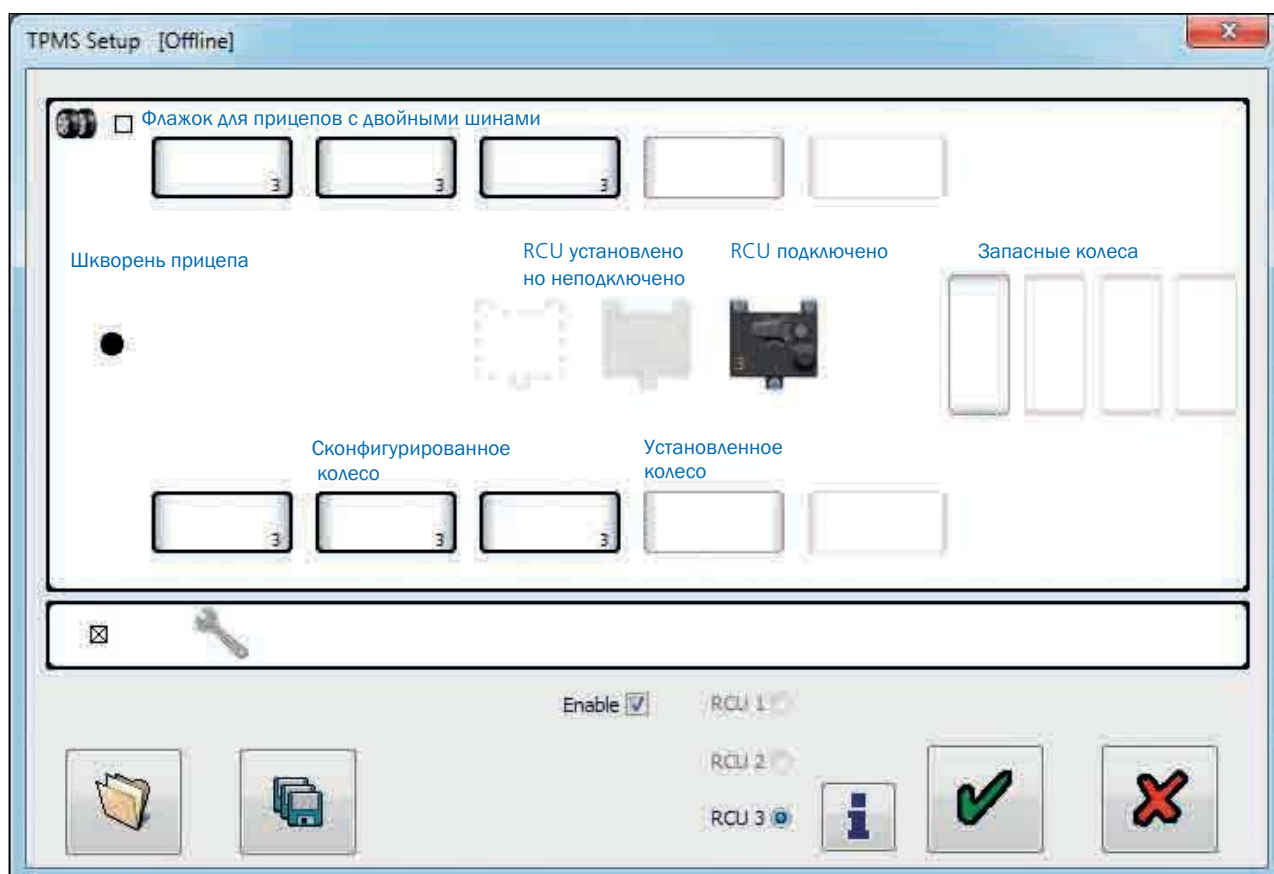 TPMS Setup [Offline]
Флажок для прицепов с двойными шинами
3 3 3
Шкворень прицепа
RCU установлено
но неподключено
RCU подключено
Запасные колеса
3
Сконфигурированное
колесо
Установленное
колесо
3 3 3
Enable
RCU 1
RCU 2
RCU 3